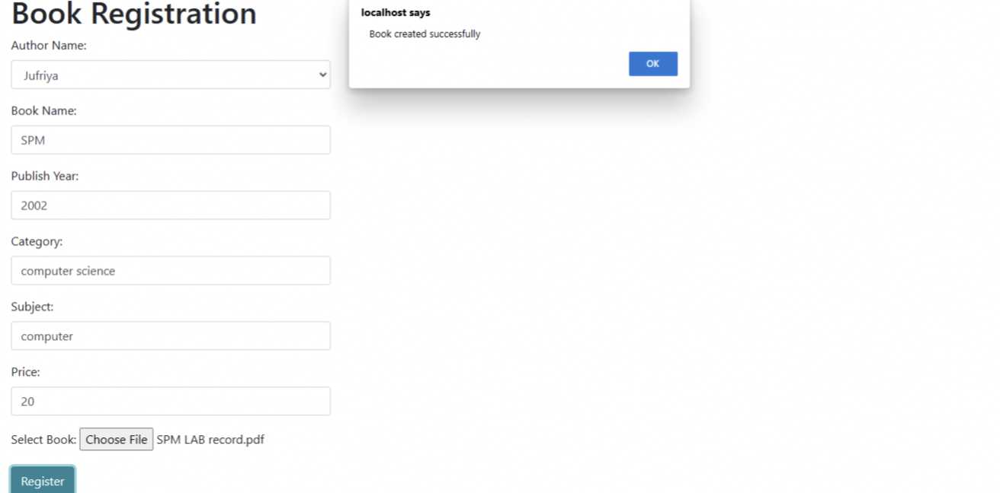 Book Registration
localhost says
Book created successfully
OK
Author Name:
Jufriya
Book Name:
SPM
Publish Year:
2002
Category:
computer science
Subject:
computer
Price:
20
Select Book: Choose File SPM LAB record.pdf
Register